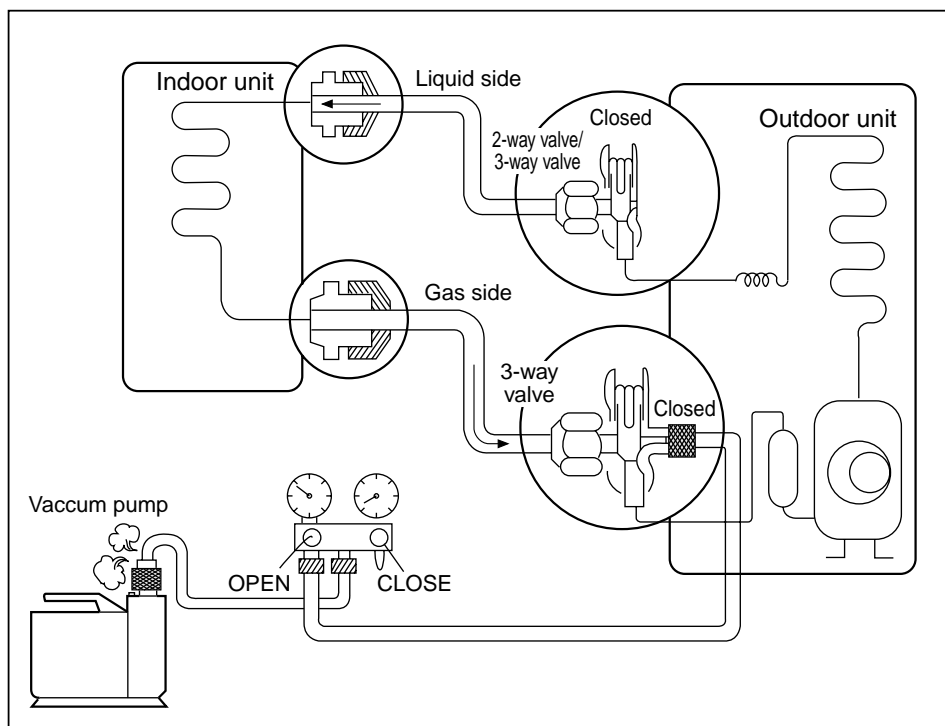 Indoor unit
Liquid side
Closed
2-way valve/
3-way valve
Outdoor unit
Gas side
3-way
valve
Closed
Vaccum pump
OPEN
CLOSE